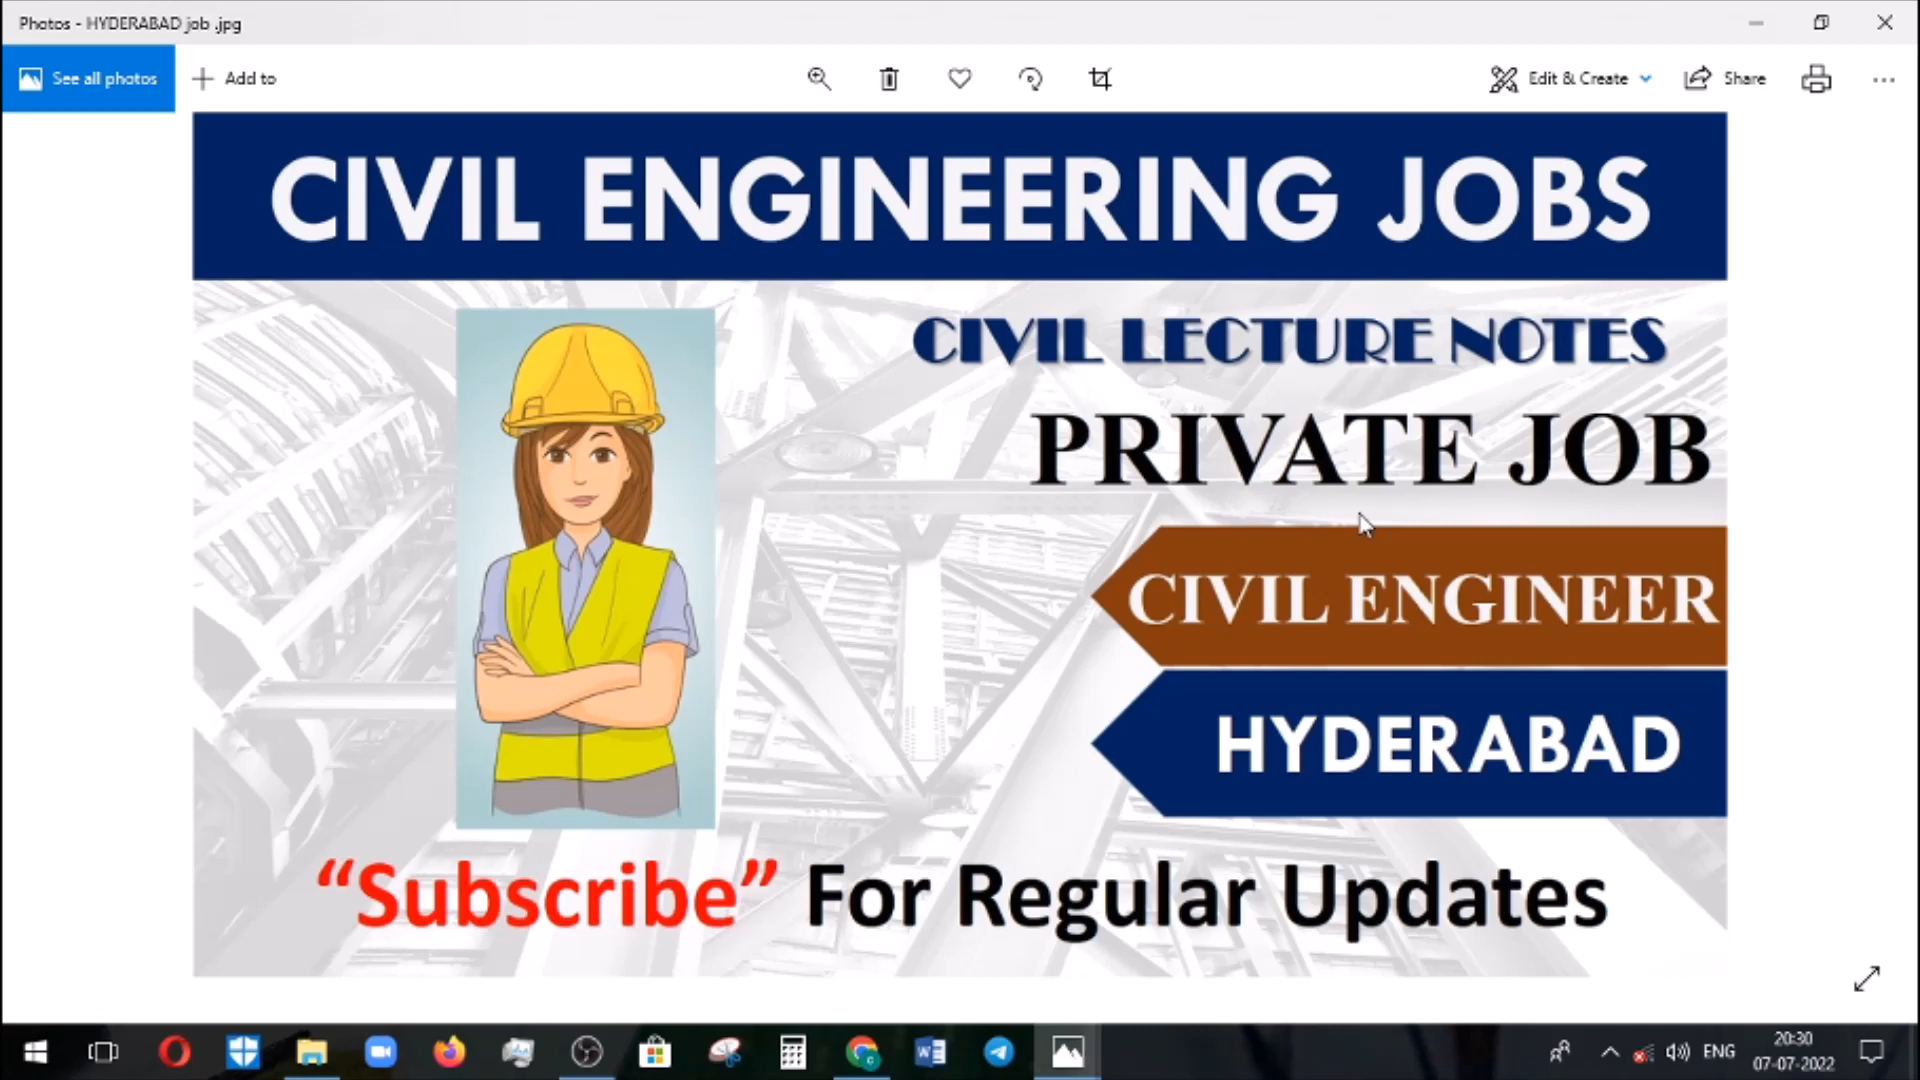 Photos - HYDERABAD job .jpg
See all photos
Add to
Edit & Create
Share
CIVIL ENGINEERING JOBS
CIVIL LECTURE NOTES
PRIVATE JOB
CIVIL ENGINEER
HYDERABAD
“Subscribe” For Regular Updates
ENG
20:30
07-07-2022